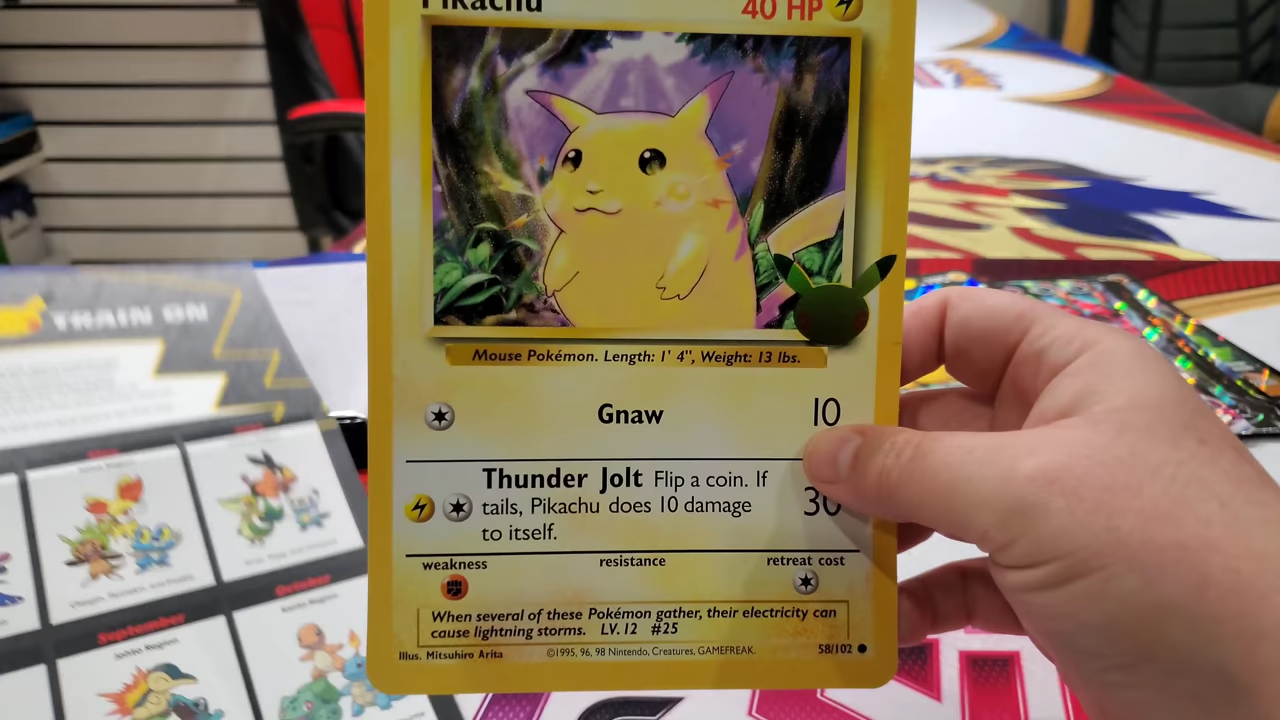 Pikachu
40 HP
TRAIN ON
Mouse Pokémon. Length: 1' 4", Weight: 13 lbs.
Gnaw 10
Thunder Jolt Flip a coin. If
tails, Pikachu does 10 damage
to itself.
30
weakness resistance retreat cost
When several of these Pokémon gather, their electricity can
cause lightning storms. LV. 12 #25
Illus. Mitsuhiro Arita ©1995, 96, 98 Nintendo, Creatures, GAMEFREAK. 58/102
September
Johto Region
October